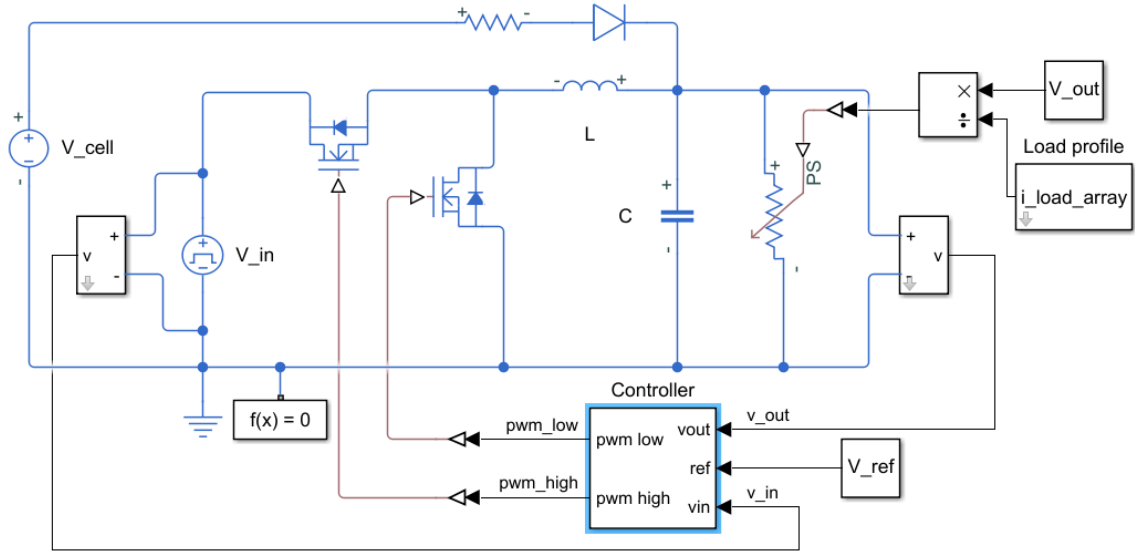 +
-
+
+
-
V_cell
-
-
+
L
×
÷
V_out
Load profile
i_load_array
PS
+
-
v
+
-
V_in
+
-
C
+
-
+
-
v
f(x) = 0
Controller
pwm_low
pwm low
vout
v_out
ref
V_ref
pwm_high
pwm high
vin
v_in